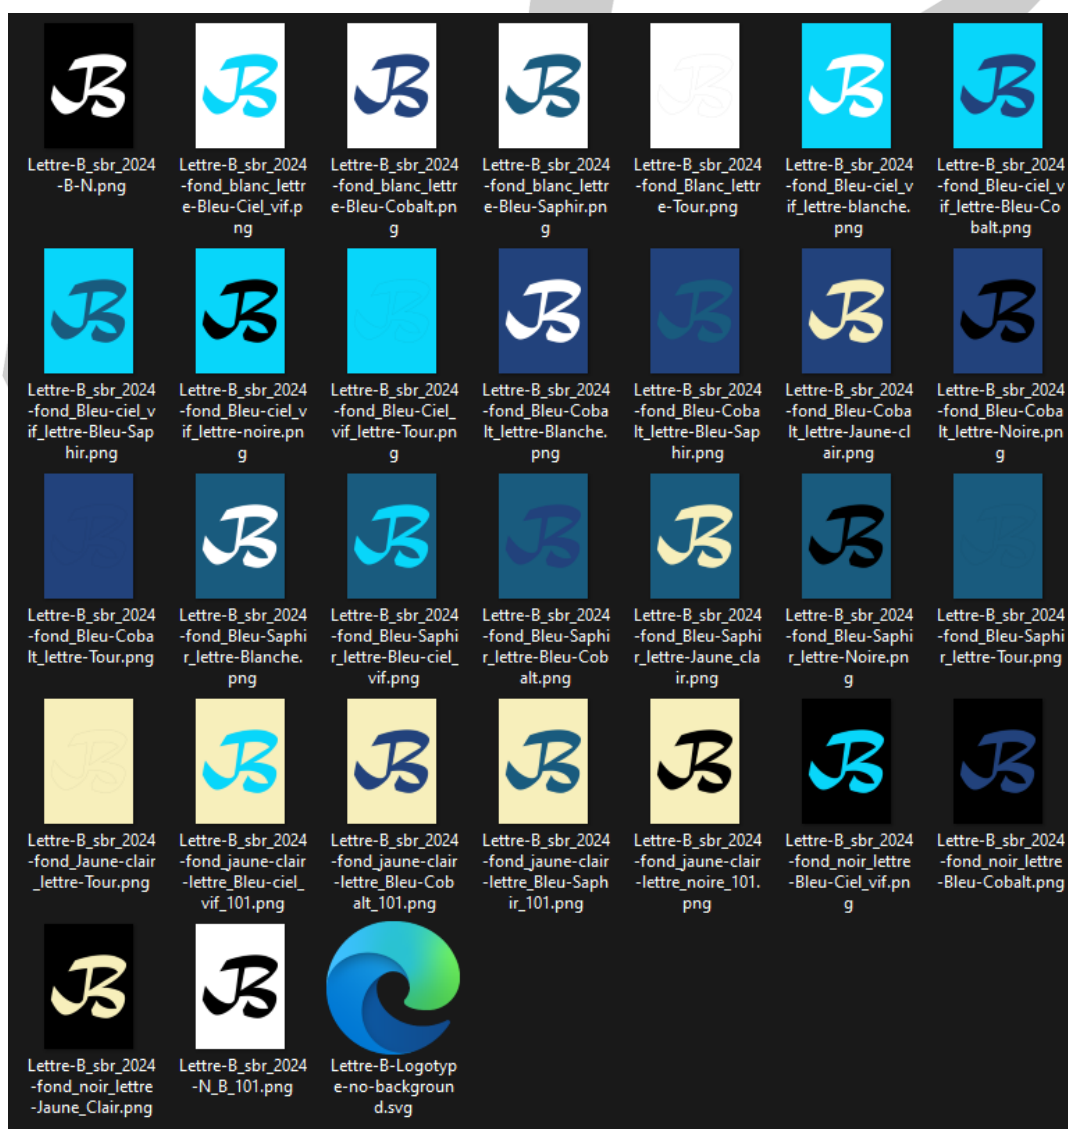 Lettre-B_sbr_2024
-B-N.png
Lettre-B_sbr_2024
-fond_blanc_lettr
e-Bleu-Ciel_vif.p
ng
Lettre-B_sbr_2024
-fond_blanc_lettr
e-Bleu-Cobalt.pn
g
Lettre-B_sbr_2024
-fond_blanc_lettr
e-Bleu-Saphir.pn
g
Lettre-B_sbr_2024
-fond_Blanc_lettr
e-Tour.png
Lettre-B_sbr_2024
-fond_Bleu-ciel_v
if_lettre-blanche.
png
Lettre-B_sbr_2024
-fond_Bleu-ciel_v
if_lettre-Bleu-Co
balt.png
Lettre-B_sbr_2024
-fond_Bleu-ciel_v
if_lettre-Bleu-Sap
hir.png
Lettre-B_sbr_2024
-fond_Bleu-ciel_v
if_lettre-noire.pn
g
Lettre-B_sbr_2024
-fond_Bleu-Ciel_
vif_lettre-Tour.pn
g
Lettre-B_sbr_2024
-fond_Bleu-Coba
lt_lettre-Blanche.
png
Lettre-B_sbr_2024
-fond_Bleu-Coba
lt_lettre-Bleu-Sap
hir.png
Lettre-B_sbr_2024
-fond_Bleu-Coba
lt_lettre-Jaune-cl
air.png
Lettre-B_sbr_2024
-fond_Bleu-Coba
lt_lettre-Noire.pn
g
Lettre-B_sbr_2024
-fond_Bleu-Coba
lt_lettre-Tour.png
Lettre-B_sbr_2024
-fond_Bleu-Saphi
r_lettre-Blanche.
png
Lettre-B_sbr_2024
-fond_Bleu-Saphi
r_lettre-Bleu-ciel_
vif.png
Lettre-B_sbr_2024
-fond_Bleu-Saphi
r_lettre-Bleu-Cob
alt.png
Lettre-B_sbr_2024
-fond_Bleu-Saphi
r_lettre-Jaune_cla
ir.png
Lettre-B_sbr_2024
-fond_Bleu-Saphi
r_lettre-Noire.pn
g
Lettre-B_sbr_2024
-fond_Bleu-Saphi
r_lettre-Tour.png
Lettre-B_sbr_2024
-fond_Jaune-clair
_lettre-Tour.png
Lettre-B_sbr_2024
-fond_jaune-clair
-lettre_Bleu-ciel_
vif_101.png
Lettre-B_sbr_2024
-fond_jaune-clair
-lettre_Bleu-Cob
alt_101.png
Lettre-B_sbr_2024
-fond_jaune-clair
-lettre_Bleu-Saph
ir_101.png
Lettre-B_sbr_2024
-fond_jaune-clair
-lettre_noire_101.
png
Lettre-B_sbr_2024
-fond_noir_lettre
-Bleu-Ciel_vif.pn
g
Lettre-B_sbr_2024
-fond_noir_lettre
-Bleu-Cobalt.png
Lettre-B_sbr_2024
-fond_noir_lettre
-Jaune_Clair.png
Lettre-B_sbr_2024
-N_B_101.png
Lettre-B-Logotyp
e-no-backgroun
d.svg